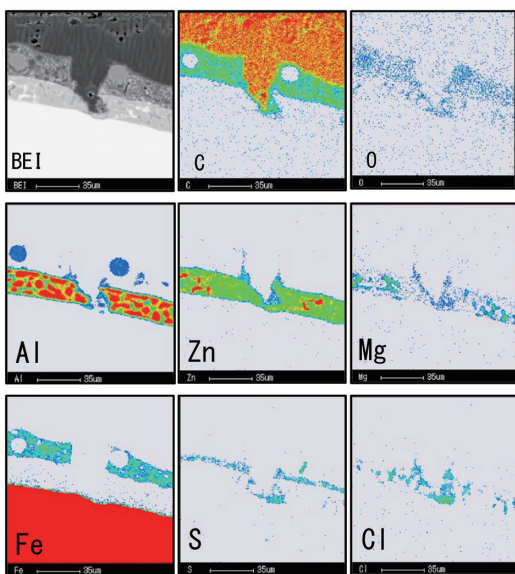 BEI
BEI 35um
C
C 35um
O
O 35um
Al
Al 35um
Zn
Zn 35um
Mg
Mg 35um
Fe
Fe 35um
S
S 35um
Cl
Cl 35um